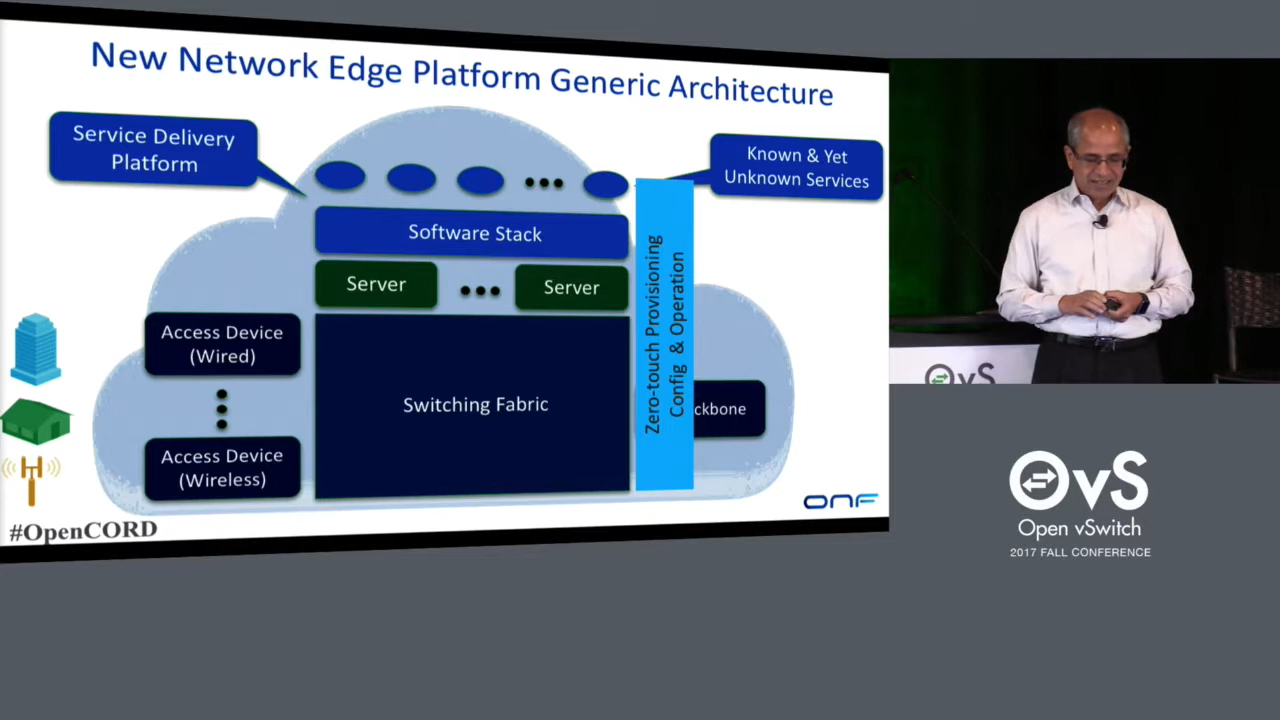 New Network Edge Platform Generic Architecture
Service Delivery
Platform
Known & Yet
Unknown Services
Software Stack
Server
Server
Access Device
(Wired)
Switching Fabric
Access Device
(Wireless)
Zero-touch Provisioning
Config & Operation
ckbone
ONF
#OpenCORD
OvS
OvS
Open vSwitch
2017 FALL CONFERENCE